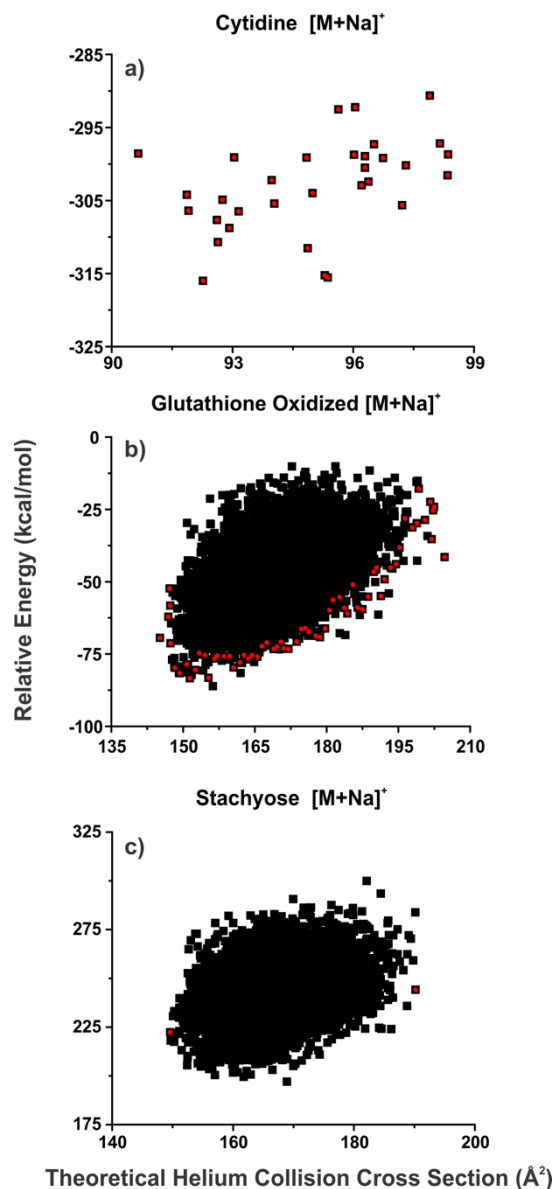 Cytidine [M+Na]⁺
a)
-285
-295
-305
-315
-325
90 93 96 99
Glutathione Oxidized [M+Na]⁺
b)
0
-25
-50
-75
-100
135 150 165 180 195 210
Relative Energy (kcal/mol)
Stachyose [M+Na]⁺
c)
325
275
225
175
140 160 180 200
Theoretical Helium Collision Cross Section (Å²)